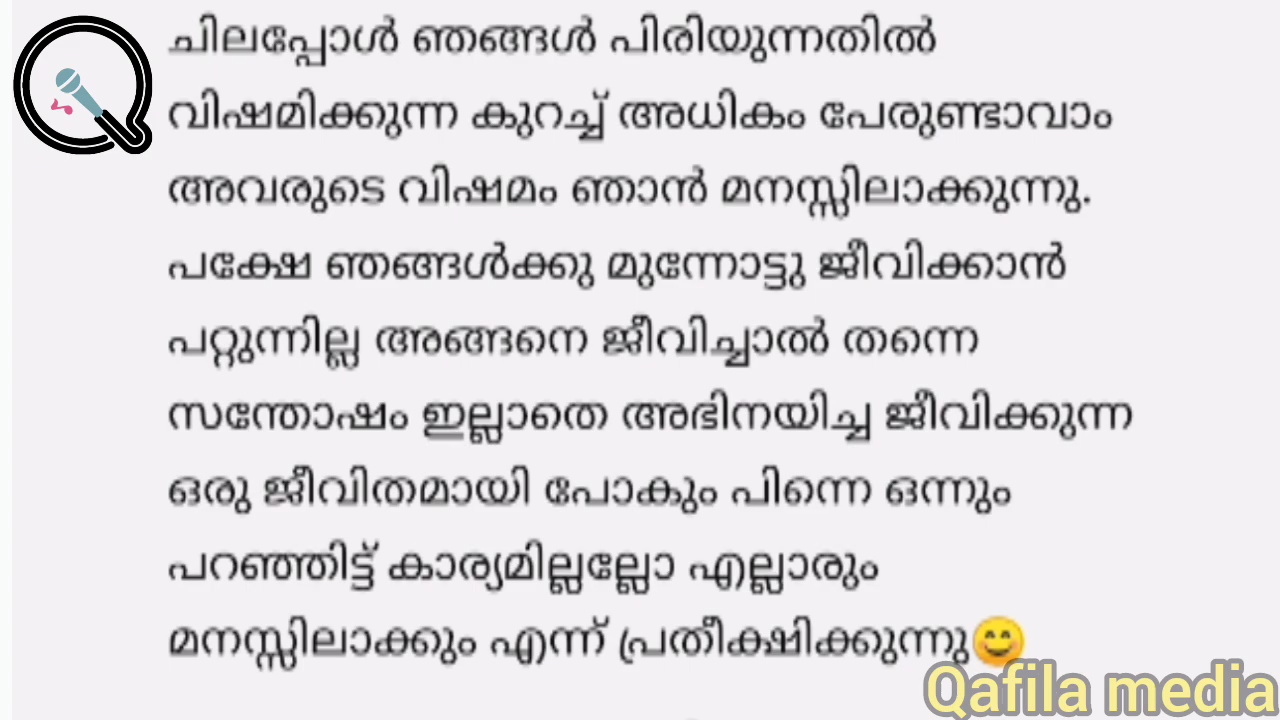 ചിലപ്പോൾ ഞങ്ങൾ പിരിയുന്നതിൽ
വിഷമിക്കുന്ന കുറച്ച് അധികം പേരുണ്ടാവാം
അവരുടെ വിഷമം ഞാൻ മനസ്സിലാക്കുന്നു.
പക്ഷേ ഞങ്ങൾക്കു മുന്നോട്ടു ജീവിക്കാൻ
പറ്റുന്നില്ല അങ്ങനെ ജീവിച്ചാൽ തന്നെ
സന്തോഷം ഇല്ലാതെ അഭിനയിച്ച ജീവിക്കുന്ന
ഒരു ജീവിതമായി പോകും പിന്നെ ഒന്നും
പറഞ്ഞിട്ട് കാര്യമില്ലല്ലോ എല്ലാരും
മനസ്സിലാക്കും എന്ന് പ്രതീക്ഷിക്കുന്നു😊
Qafila media